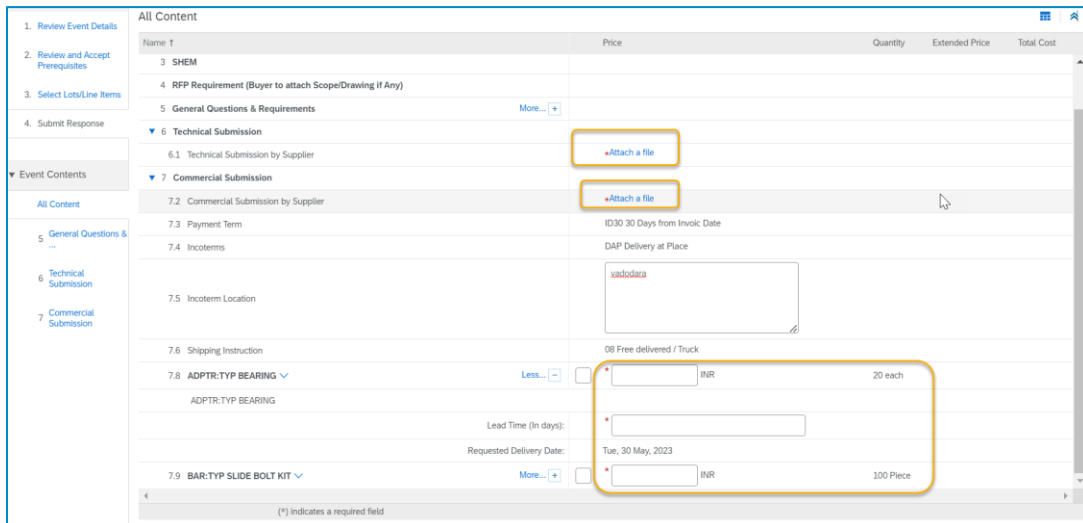 1. Review Event Details
2. Review and Accept
Prerequisites
3. Select Lots/Line Items
4. Submit Response
▼ Event Contents
All Content
5 General Questions &
...
6 Technical
Submission
7 Commercial
Submission
All Content
Name ↑ Price Quantity Extended Price Total Cost
3 SHEM
4 RFP Requirement (Buyer to attach Scope/Drawing if Any)
5 General Questions & Requirements More... +
▼ 6 Technical Submission
6.1 Technical Submission by Supplier *Attach a file
▼ 7 Commercial Submission
7.2 Commercial Submission by Supplier *Attach a file
7.3 Payment Term ID30 30 Days from Invoic Date
7.4 Incoterms DAP Delivery at Place
7.5 Incoterm Location vadodara
7.6 Shipping Instruction 08 Free delivered / Truck
7.8 ADPTR:TYP BEARING Less... − * INR 20 each
ADPTR:TYP BEARING
Lead Time (In days): *
Requested Delivery Date: Tue, 30 May, 2023
7.9 BAR:TYP SLIDE BOLT KIT More... + * INR 100 Piece
(*) indicates a required field